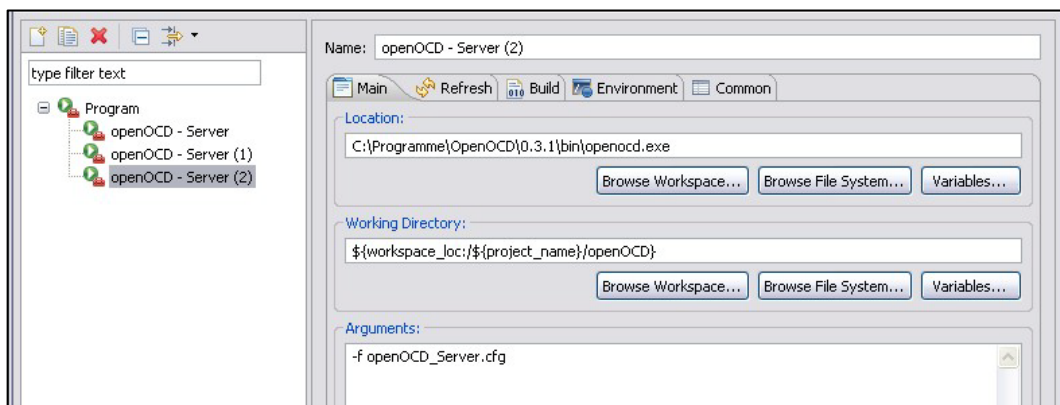 type filter text
Program
openOCD - Server
openOCD - Server (1)
openOCD - Server (2)
Name: openOCD - Server (2)
Main Refresh Build Environment Common
Location:
C:\Programme\OpenOCD\0.3.1\bin\openocd.exe
Browse Workspace... Browse File System... Variables...
Working Directory:
${workspace_loc:/${project_name}/openOCD}
Browse Workspace... Browse File System... Variables...
Arguments:
-f openOCD_Server.cfg